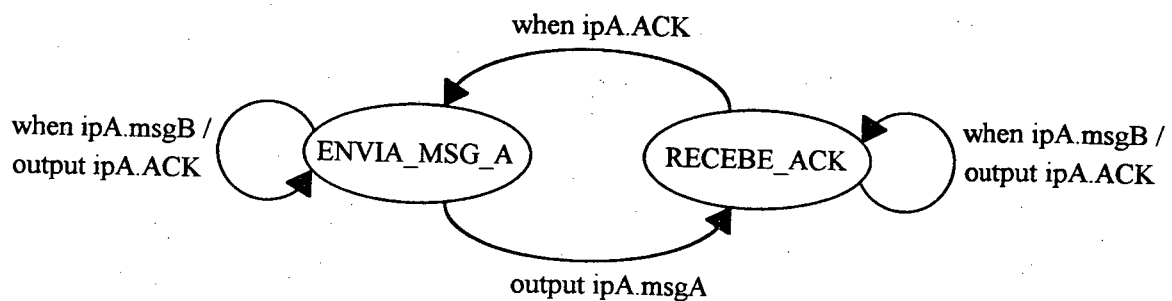 when ipA.ACK
when ipA.msgB /
output ipA.ACK
ENVIA_MSG_A
RECEBE_ACK
when ipA.msgB /
output ipA.ACK
output ipA.msgA